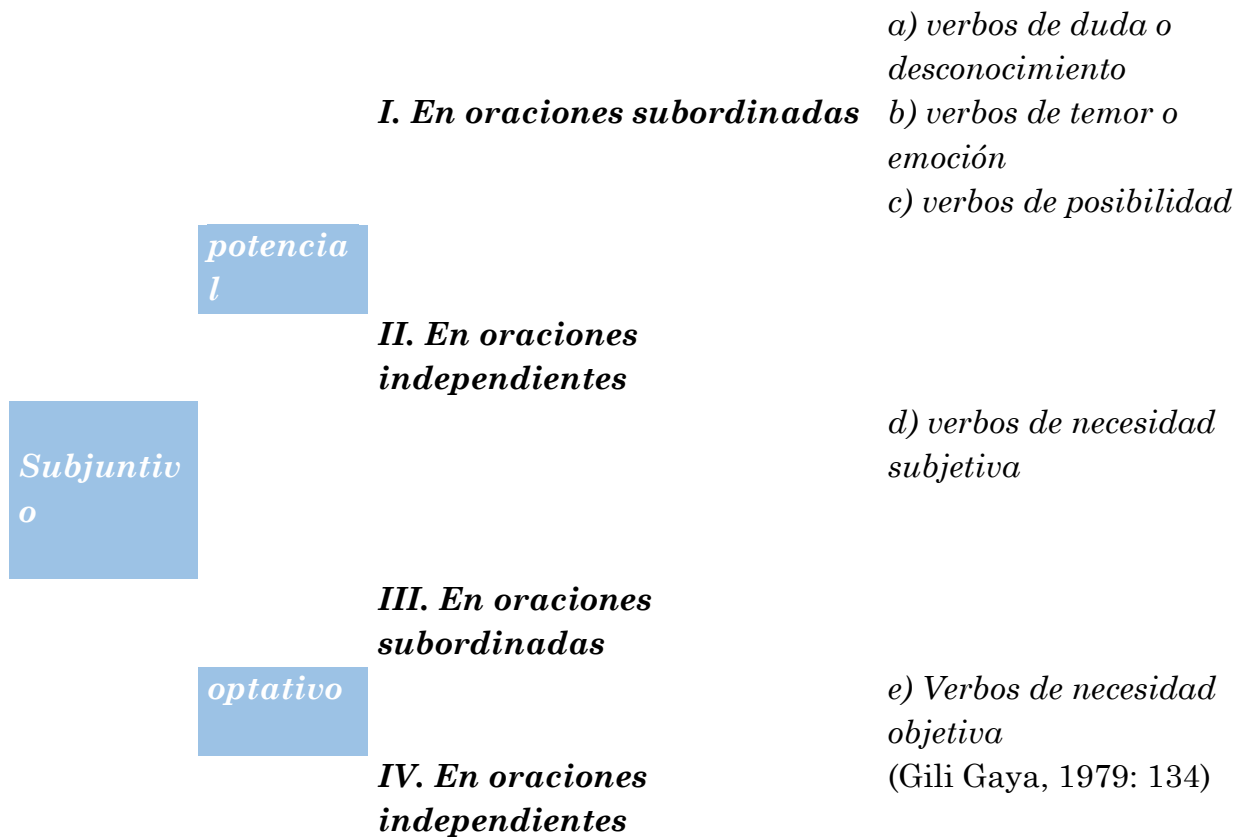 a) verbos de duda o
desconocimiento
I. En oraciones subordinadas
b) verbos de temor o
emoción
c) verbos de posibilidad
potencia
l
II. En oraciones
independientes
Subjuntiv
o
d) verbos de necesidad
subjetiva
III. En oraciones
subordinadas
optativo
e) Verbos de necesidad
objetiva
IV. En oraciones
independientes
(Gili Gaya, 1979: 134)